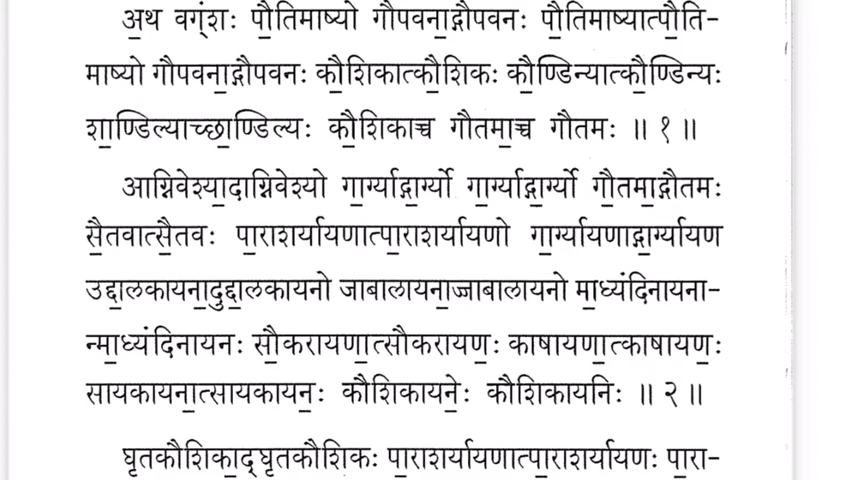 अ॒थ वग्ंशः पौ॒तिमाष्यो गौपवना॒द्गौपवनः पौ॒तिमाष्यात्पौ॒ति-
माष्यो गौपवना॒द्गौपवनः कौ॒शिकात्कौ॒शिकः कौ॒ण्डिन्यात्कौ॒ण्डिन्यः
शा॒ण्डिल्याच्छा॒ण्डिल्यः कौ॒शिकाच्च गौतमा॒च्च गौतमः ॥ १ ॥
आग्निवेश्या॒दाग्निवेश्यो गा॒र्ग्याद्गा॒र्ग्यो गा॒र्ग्याद्गा॒र्ग्यो गौ॒तमा॒द्गौतमः
सै॒तवात्सै॒तवः पा॒राशर्यायणात्पा॒राशर्यायणो गा॒र्ग्यायणाद्गा॒र्ग्यायण
उद्दा॒लकायना॒दुद्दा॒लकायनो जाबालायना॒ज्जाबालायनो मा॒ध्यंदिनायना-
न्मा॒ध्यंदिनायनः सौ॒करायणा॒त्सौकरायण॒ः काषायणा॒त्काषायण॒ः
सायकायना॒त्सायकायन॒ः कौशिकायने॒ः कौशिकायनिः ॥ २ ॥
घृतकौशिका॒द् घृतकौशिकः पा॒राशर्यायणात्पा॒राशर्यायणः पा॒रा-